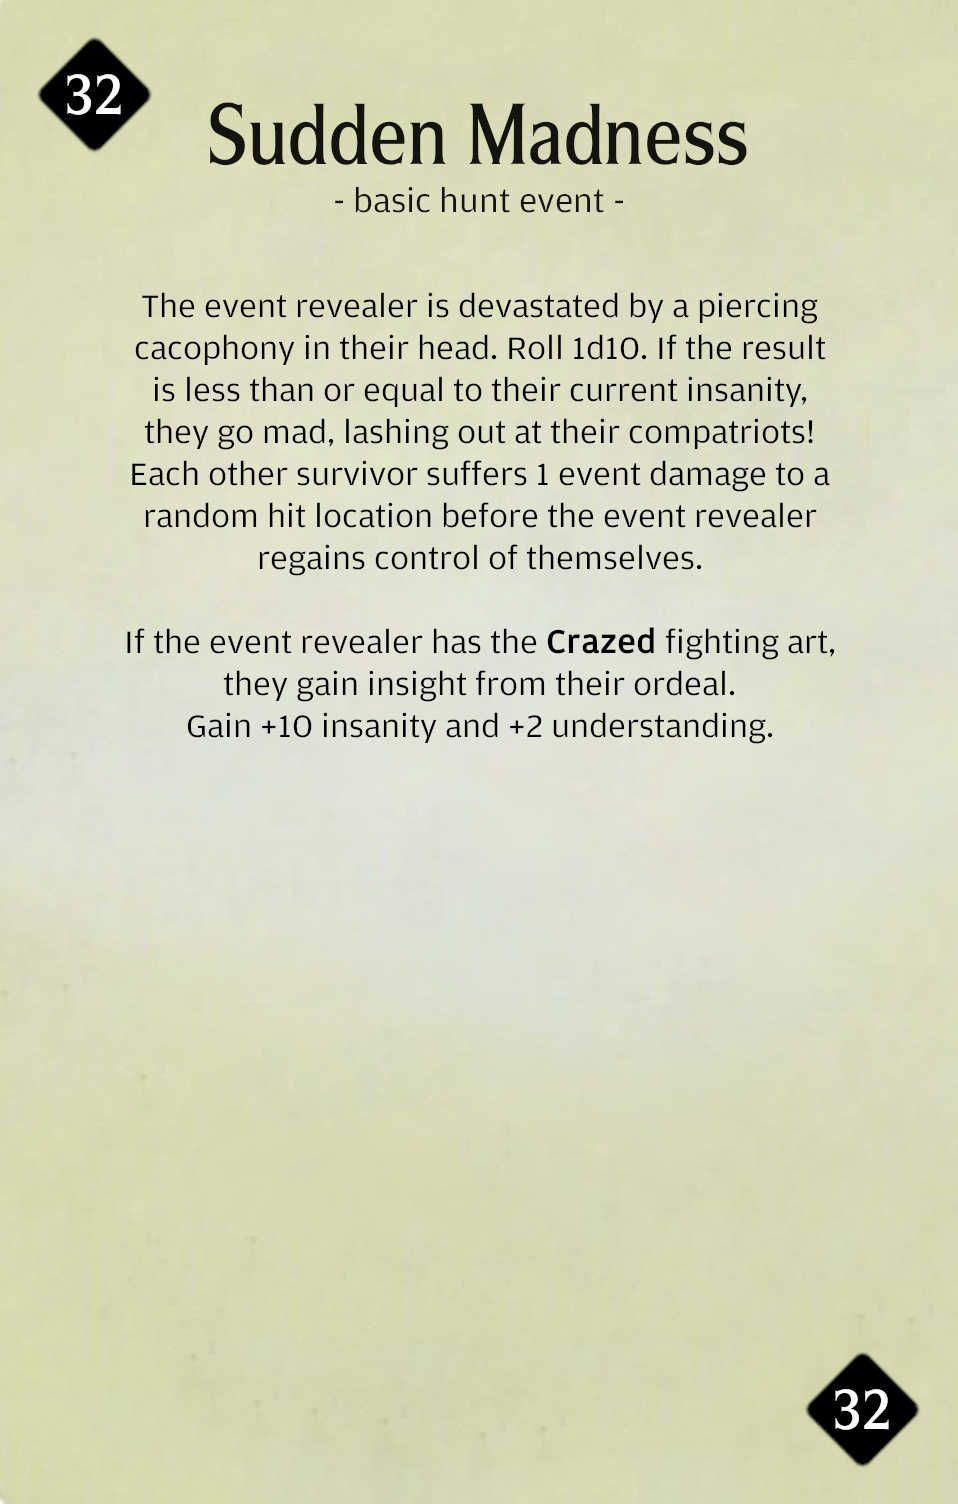 32
Sudden Madness
- basic hunt event -
The event revealer is devastated by a piercing
cacophony in their head. Roll 1d10. If the result
is less than or equal to their current insanity,
they go mad, lashing out at their compatriots!
Each other survivor suffers 1 event damage to a
random hit location before the event revealer
regains control of themselves.
If the event revealer has the Crazed fighting art,
they gain insight from their ordeal.
Gain +10 insanity and +2 understanding.
32